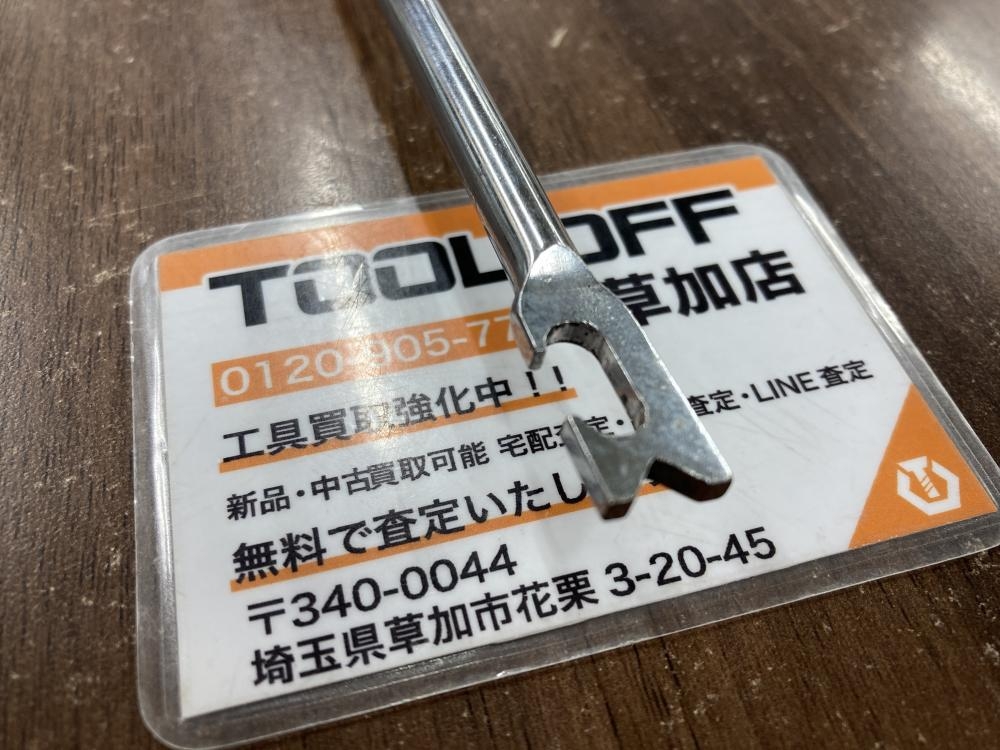 TOOL OFF
草加店
0120-905-77
工具買取強化中!!
新品・中古買取可能 宅配査定・査定・LINE査定
無料で査定いたし
〒340-0044
埼玉県草加市花栗 3-20-45